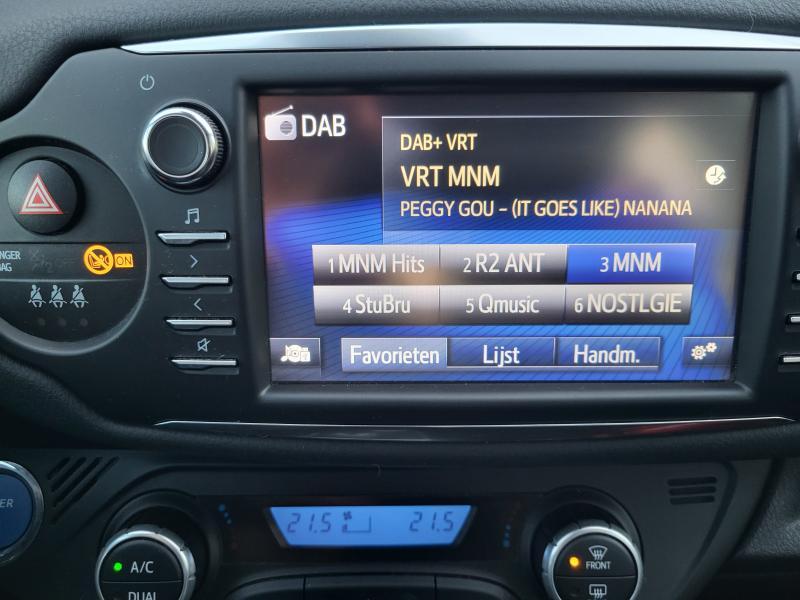 DAB
DAB+ VRT
VRT MNM
PEGGY GOU - (IT GOES LIKE) NANANA
1 MNM Hits
2 R2 ANT
3 MNM
4 StuBru
5 Qmusic
6 NOSTLGIE
Favorieten
Lijst
Handm.
ON
21.5
21.5
A/C
DUAL
FRONT